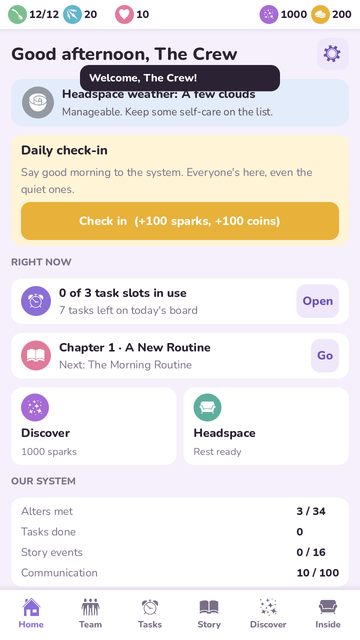 12/12 20 10 1000 200
Good afternoon, The Crew
Welcome, The Crew!
Headspace weather: A few clouds
Manageable. Keep some self-care on the list.
Daily check-in
Say good morning to the system. Everyone's here, even the
quiet ones.
Check in (+100 sparks, +100 coins)
RIGHT NOW
0 of 3 task slots in use
7 tasks left on today's board
Open
Chapter 1 · A New Routine
Next: The Morning Routine
Go
Discover
1000 sparks
Headspace
Rest ready
OUR SYSTEM
Alters met 3 / 34
Tasks done 0
Story events 0 / 16
Communication 10 / 100
Home Team Tasks Story Discover Inside